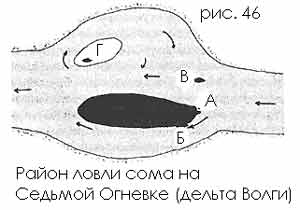 рис. 46
Г
В
А
Б
Район ловли сома на
Седьмой Огневке (дельта Волги)